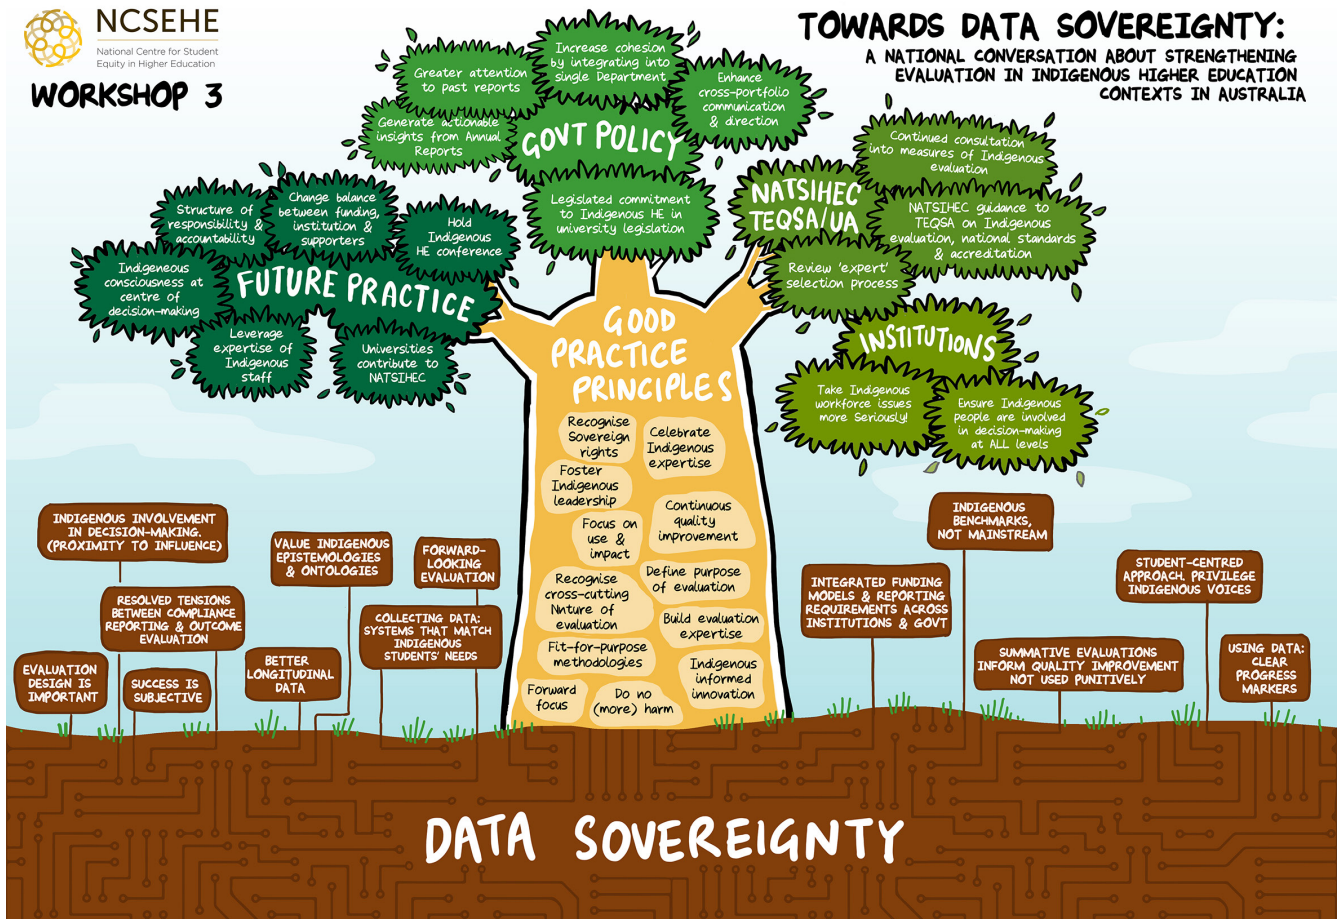 NCSEHE
National Centre for Student
Equity in Higher Education
WORKSHOP 3
TOWARDS DATA SOVEREIGNTY:
A NATIONAL CONVERSATION ABOUT STRENGTHENING
EVALUATION IN INDIGENOUS HIGHER EDUCATION
CONTEXTS IN AUSTRALIA
GOVT POLICY
Generate actionable
insights from Annual
Reports
Greater attention
to past reports
Increase cohesion
by integrating into
single Department
Enhance
cross-portfolio
communication
& direction
Legislated commitment
to Indigenous HE in
university legislation
FUTURE PRACTICE
Structure of
responsibility &
accountability
Change balance
between funding,
institution &
supporters
Hold
Indigenous
HE conference
Indigeneous
consciousness at
centre of
decision-making
Leverage
expertise of
Indigenous
staff
Universities
contribute to
NATSIHEC
NATSIHEC
TEQSA/UA
Continued consultation
into measures of Indigenous
evaluation
NATSIHEC guidance to
TEQSA on Indigenous
evaluation, national standards
& accreditation
Review 'expert'
selection process
INSTITUTIONS
Take Indigenous
workforce issues
more Seriously!
Ensure Indigenous
people are involved
in decision-making
at ALL levels
GOOD
PRACTICE
PRINCIPLES
Recognise
Sovereign
rights
Celebrate
Indigenous
expertise
Foster
Indigenous
leadership
Continuous
quality
improvement
Focus on
use &
impact
Define purpose
of evaluation
Recognise
cross-cutting
Nnture of
evaluation
Build evaluation
expertise
Fit-for-purpose
methodologies
Indigenous
informed
innovation
Forward
focus
Do no
(more) harm
INDIGENOUS INVOLVEMENT
IN DECISION-MAKING.
(PROXIMITY TO INFLUENCE)
RESOLVED TENSIONS
BETWEEN COMPLIANCE
REPORTING & OUTCOME
EVALUATION
EVALUATION
DESIGN IS
IMPORTANT
SUCCESS IS
SUBJECTIVE
VALUE INDIGENOUS
EPISTEMOLOGIES
& ONTOLOGIES
BETTER
LONGITUDINAL
DATA
FORWARD-
LOOKING
EVALUATION
COLLECTING DATA:
SYSTEMS THAT MATCH
INDIGENOUS
STUDENTS' NEEDS
INTEGRATED FUNDING
MODELS & REPORTING
REQUIREMENTS ACROSS
INSTITUTIONS & GOVT
INDIGENOUS
BENCHMARKS,
NOT MAINSTREAM
SUMMATIVE EVALUATIONS
INFORM QUALITY IMPROVEMENT
NOT USED PUNITIVELY
STUDENT-CENTRED
APPROACH. PRIVILEGE
INDIGENOUS VOICES
USING DATA:
CLEAR
PROGRESS
MARKERS
DATA SOVEREIGNTY